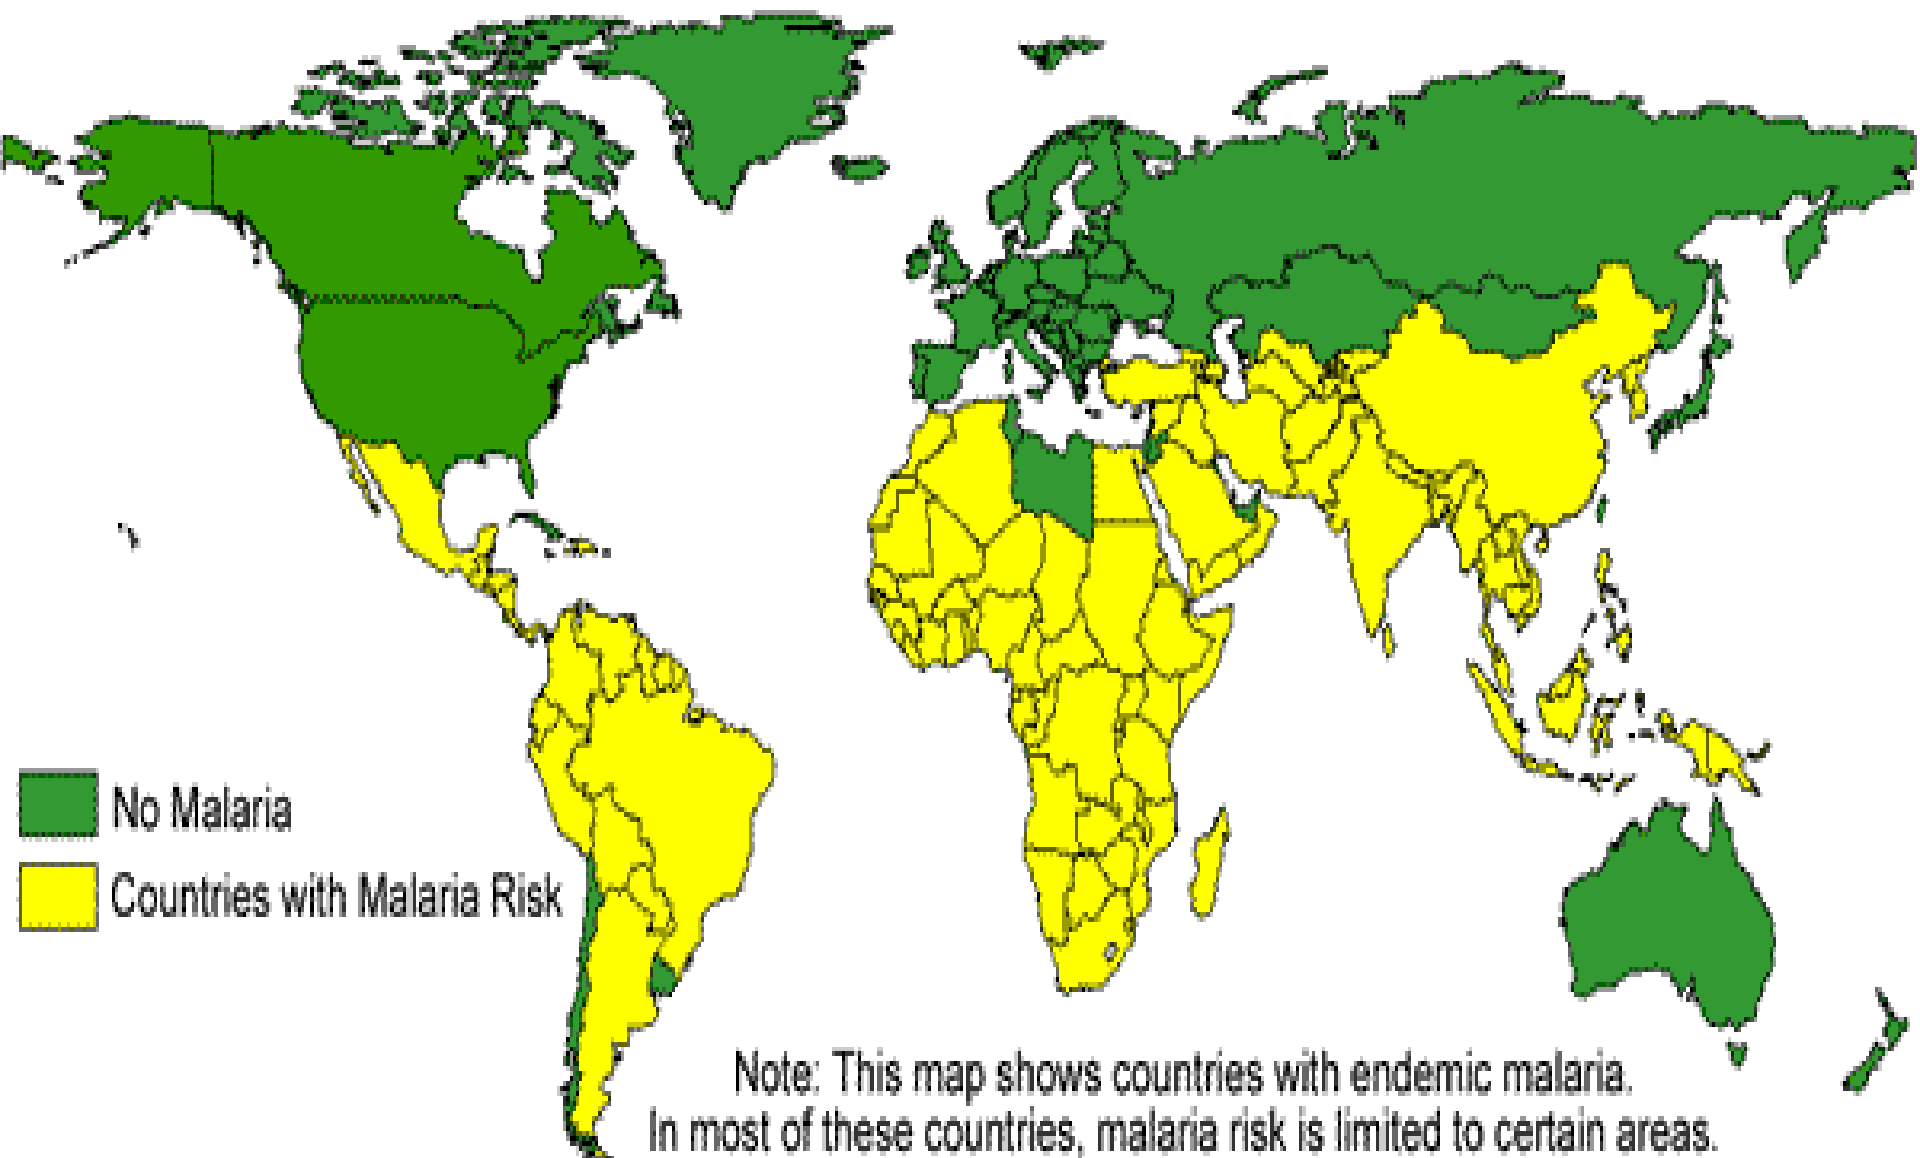 No Malaria
Countries with Malaria Risk
Note: This map shows countries with endemic malaria.
In most of these countries, malaria risk is limited to certain areas.